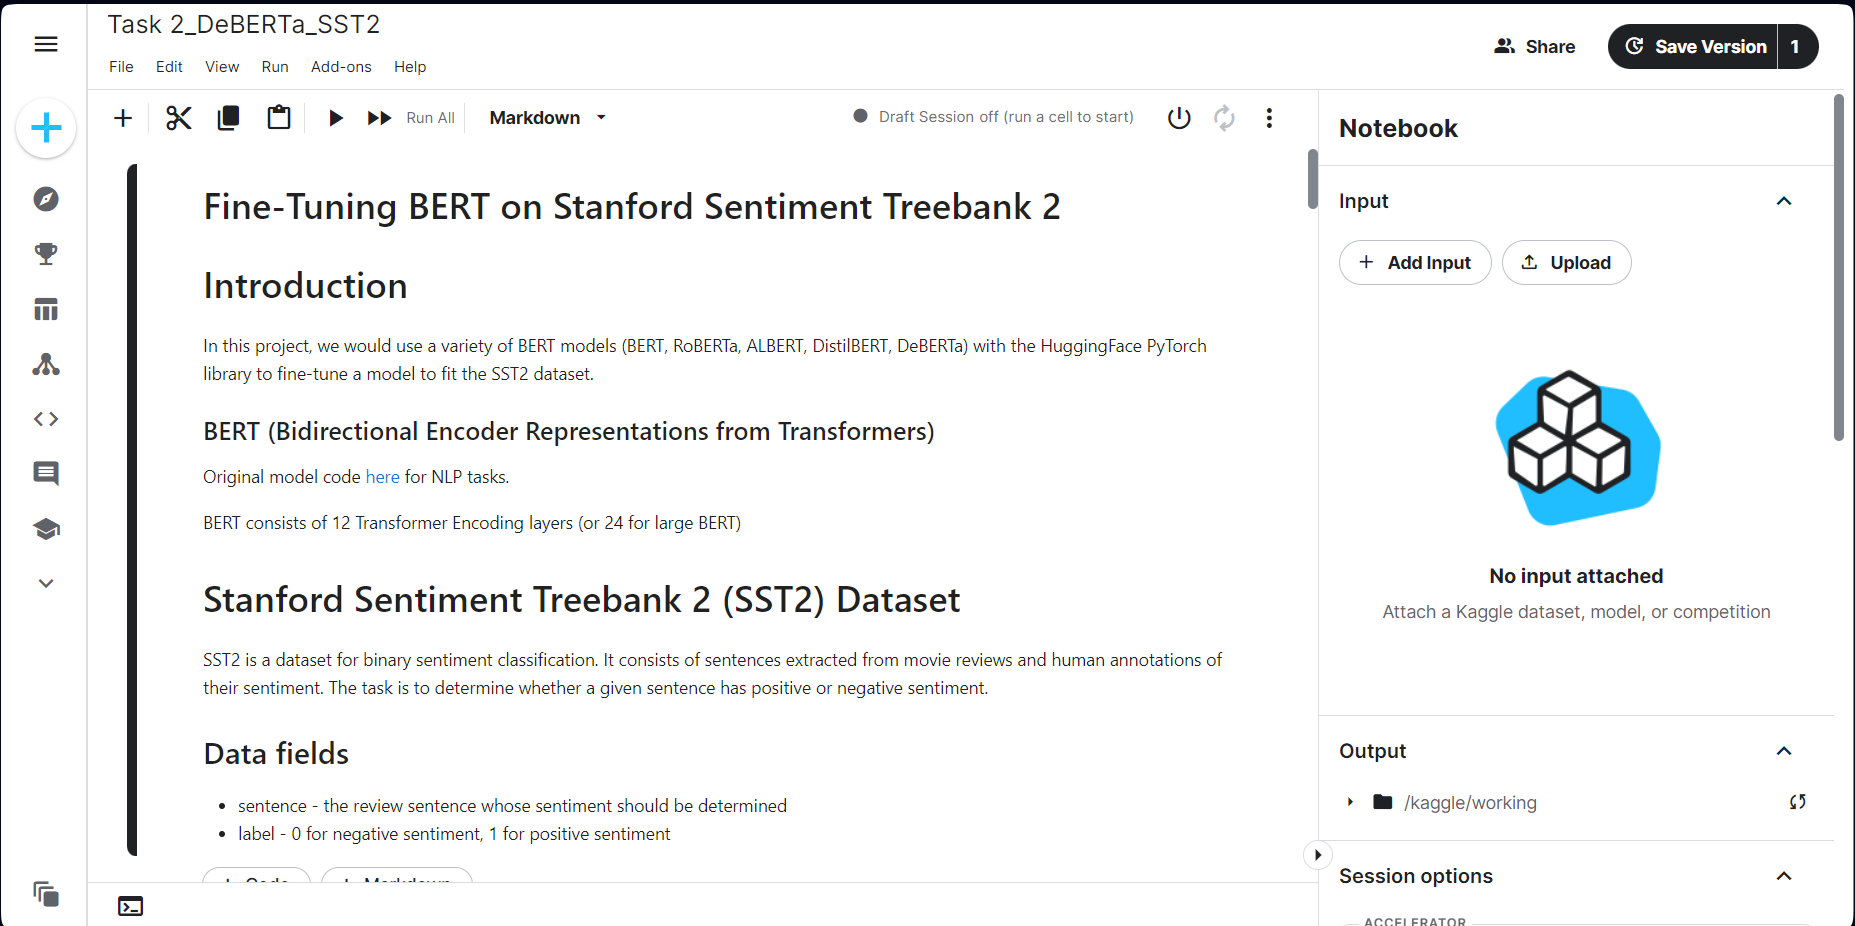 Task 2_DeBERTa_SST2
File Edit View Run Add-ons Help
Share
Save Version 1
Run All
Markdown
Draft Session off (run a cell to start)
Fine-Tuning BERT on Stanford Sentiment Treebank 2
Introduction
In this project, we would use a variety of BERT models (BERT, RoBERTa, ALBERT, DistilBERT, DeBERTa) with the HuggingFace PyTorch
library to fine-tune a model to fit the SST2 dataset.
BERT (Bidirectional Encoder Representations from Transformers)
Original model code here for NLP tasks.
BERT consists of 12 Transformer Encoding layers (or 24 for large BERT)
Stanford Sentiment Treebank 2 (SST2) Dataset
SST2 is a dataset for binary sentiment classification. It consists of sentences extracted from movie reviews and human annotations of
their sentiment. The task is to determine whether a given sentence has positive or negative sentiment.
Data fields
• sentence - the review sentence whose sentiment should be determined
• label - 0 for negative sentiment, 1 for positive sentiment
+ Code + Markdown
Notebook
Input
+ Add Input
Upload
No input attached
Attach a Kaggle dataset, model, or competition
Output
/kaggle/working
Session options
ACCELERATOR